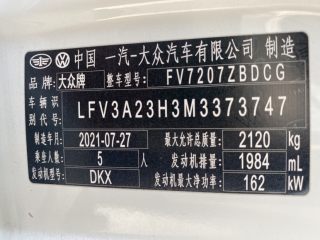 中国 一汽-大众汽车有限公司 制造
品牌:大众牌 整车型号: FV7207ZBDCG
车辆识别代号: LFV3A23H3M3373747
制造年月 2021-07-27 最大允许总质量: 2120 kg
乘坐人数: 5 人 发动机排量: 1984 mL
发动机型号: DKX 发动机最大净功率: 162 kW